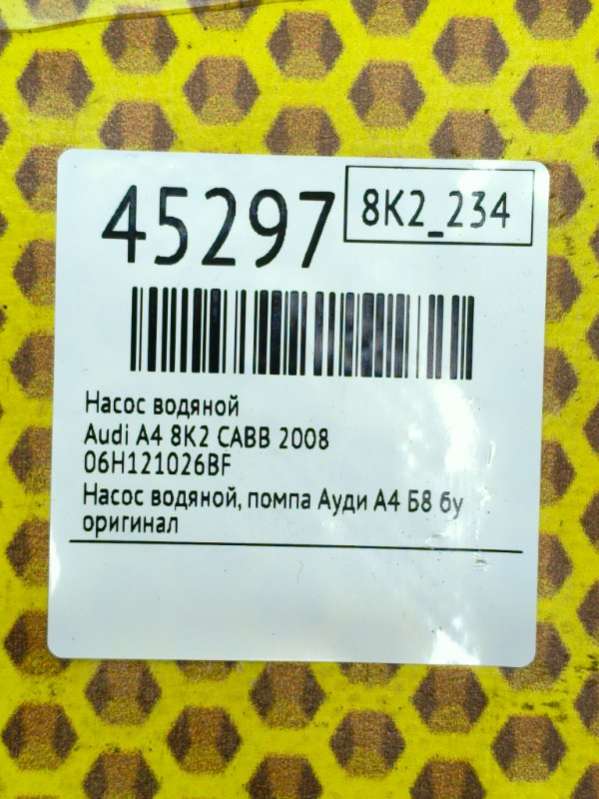 45297
8K2_234
Насос водяной
Audi A4 8K2 CABB 2008
06H121026BF
Насос водяной, помпа Ауди А4 Б8 бу
оригинал